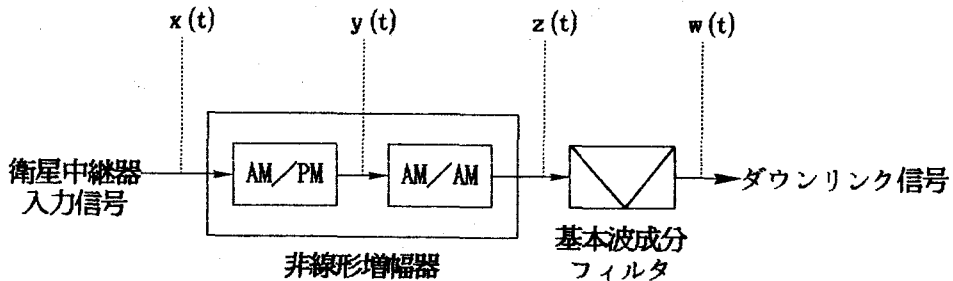 x(t)
y(t)
z(t)
w(t)
衛星中継器
入力信号
AM/PM
AM/AM
ダウンリンク信号
非線形増幅器
基本波成分
フィルタ